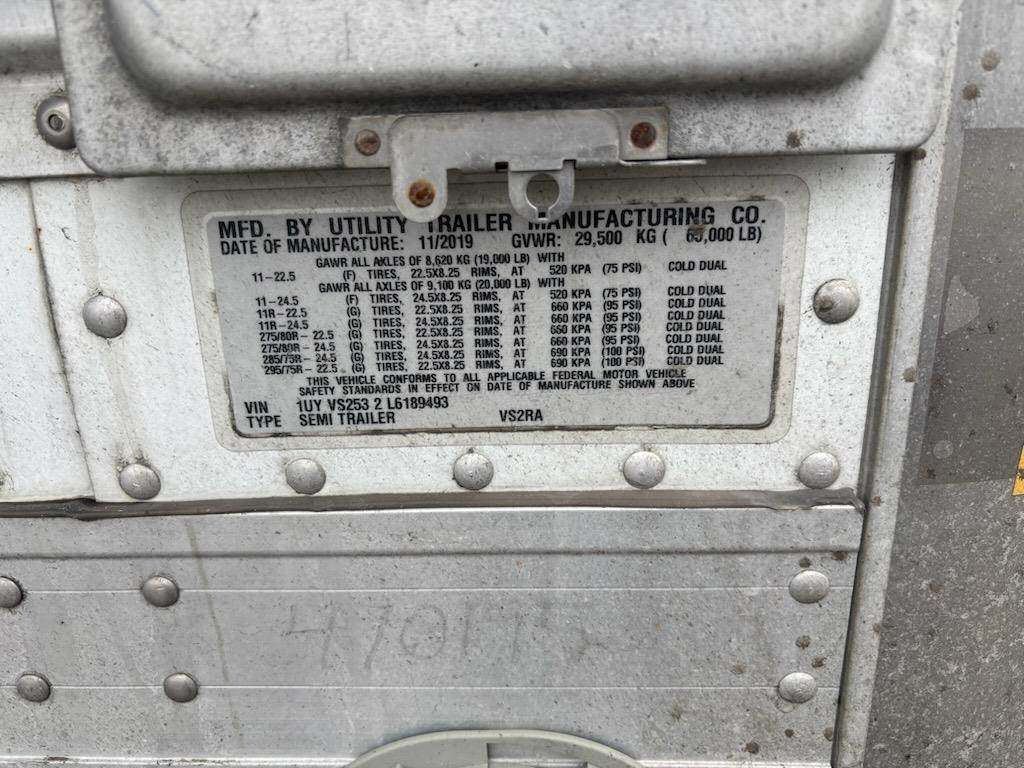 MFD. BY UTILITY TRAILER MANUFACTURING CO.
DATE OF MANUFACTURE: 11/2019 GVWR: 29,500 KG ( 65,000 LB)
GAWR ALL AXLES OF 8,620 KG (19,000 LB) WITH
11-22.5 (F) TIRES, 22.5X8.25 RIMS, AT 520 KPA (75 PSI) COLD DUAL
GAWR ALL AXLES OF 9,100 KG (20,000 LB) WITH
11-24.5 (F) TIRES, 24.5X8.25 RIMS, AT 520 KPA (75 PSI) COLD DUAL
11R-22.5 (G) TIRES, 22.5X8.25 RIMS, AT 660 KPA (95 PSI) COLD DUAL
11R-24.5 (G) TIRES, 24.5X8.25 RIMS, AT 660 KPA (95 PSI) COLD DUAL
275/80R-22.5 (G) TIRES, 22.5X8.25 RIMS, AT 660 KPA (95 PSI) COLD DUAL
275/80R-24.5 (G) TIRES, 24.5X8.25 RIMS, AT 660 KPA (95 PSI) COLD DUAL
285/75R-24.5 (G) TIRES, 24.5X8.25 RIMS, AT 690 KPA (100 PSI) COLD DUAL
295/75R-22.5 (G) TIRES, 22.5X8.25 RIMS, AT 690 KPA (100 PSI) COLD DUAL
THIS VEHICLE CONFORMS TO ALL APPLICABLE FEDERAL MOTOR VEHICLE
SAFETY STANDARDS IN EFFECT ON DATE OF MANUFACTURE SHOWN ABOVE
VIN 1UY VS253 2 L6189493
TYPE SEMI TRAILER VS2RA